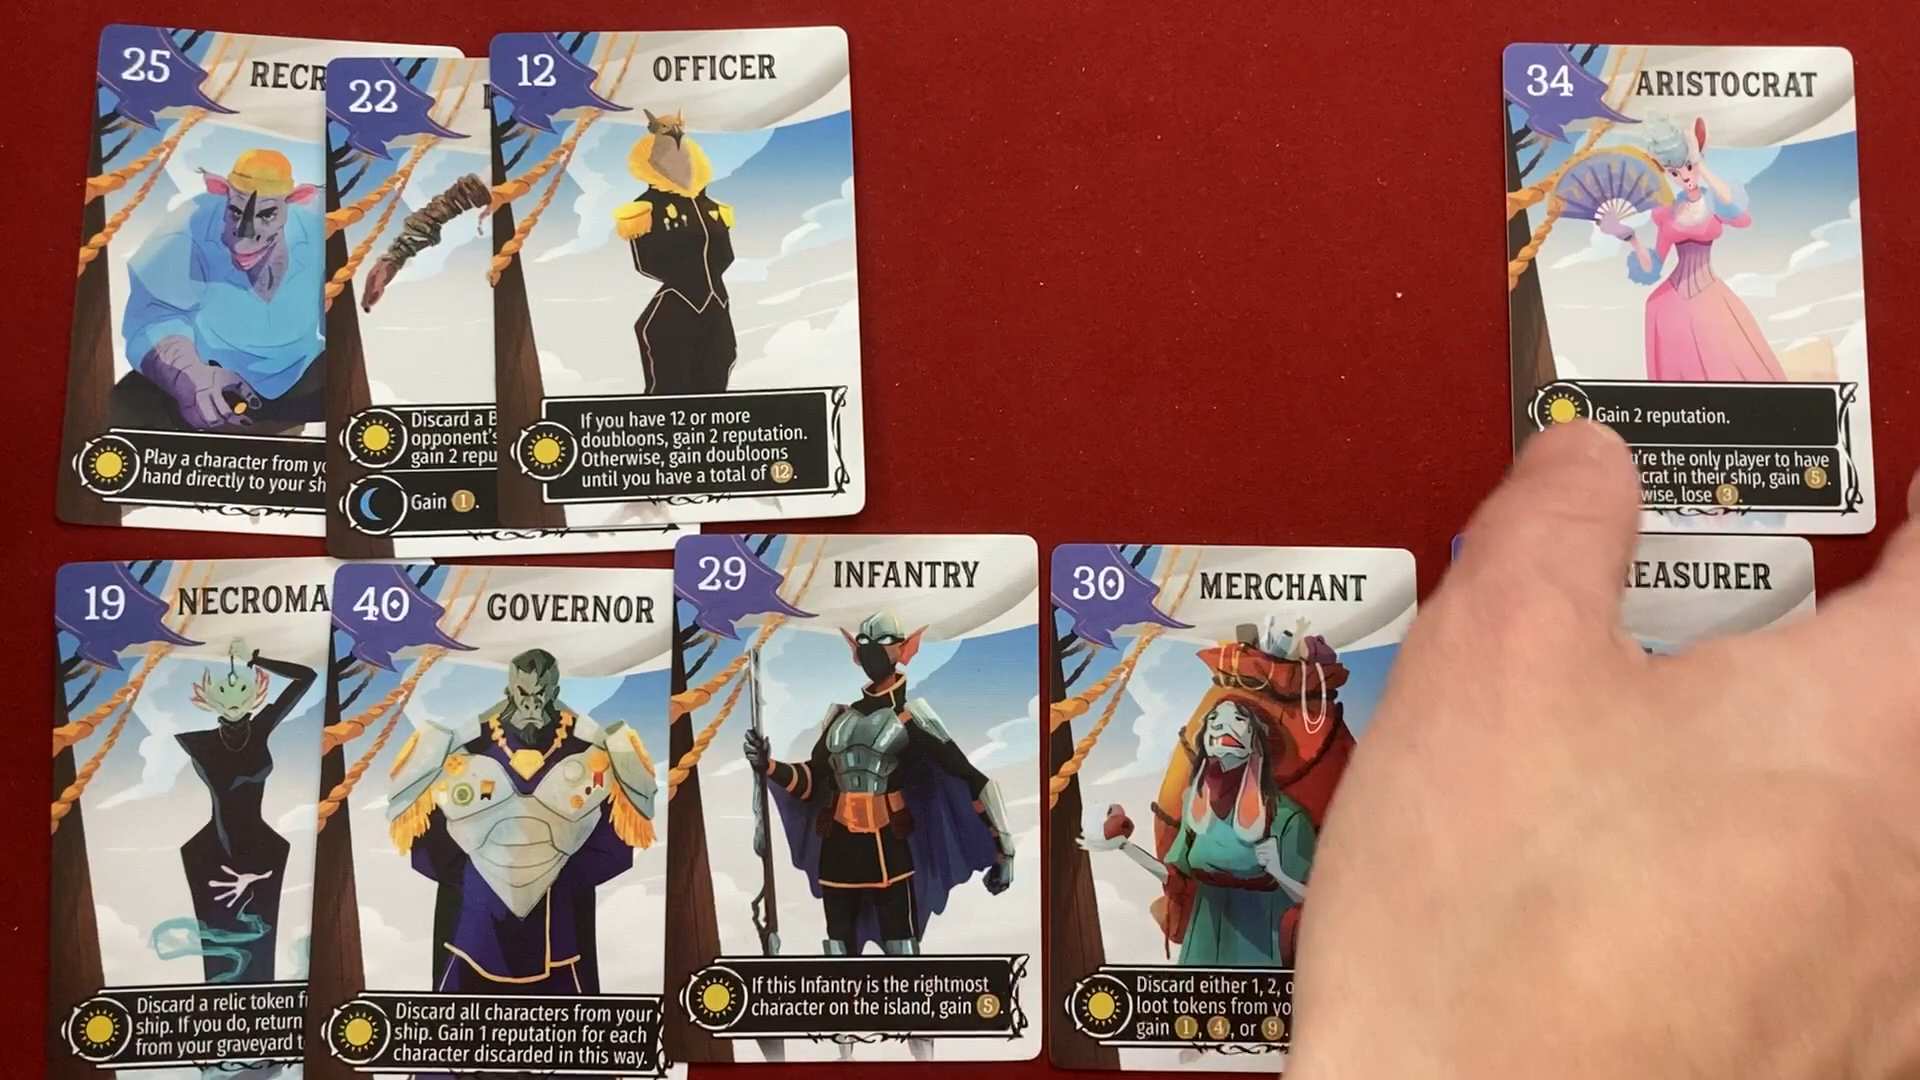 25
RECR
Play a character from
hand directly to your
22
Discard a
opponent's
gain 2
Gain 1.
12
OFFICER
If you have 12 or more
doubloons, gain 2 reputation.
Otherwise, gain doubloons
until you have a total of 12.
34
ARISTOCRAT
Gain 2 reputation.
're the only player to have
crat in their ship, gain 5.
wise, lose 3.
19
NECROMA
Discard a relic token
ship. If you do, return
from your graveyard
40
GOVERNOR
Discard all characters from your
ship. Gain 1 reputation for each
character discarded in this way.
29
INFANTRY
If this Infantry is the rightmost
character on the island, gain 5.
30
MERCHANT
Discard either 1, 2,
loot tokens from
gain 1, 4, or 9.
EASURER